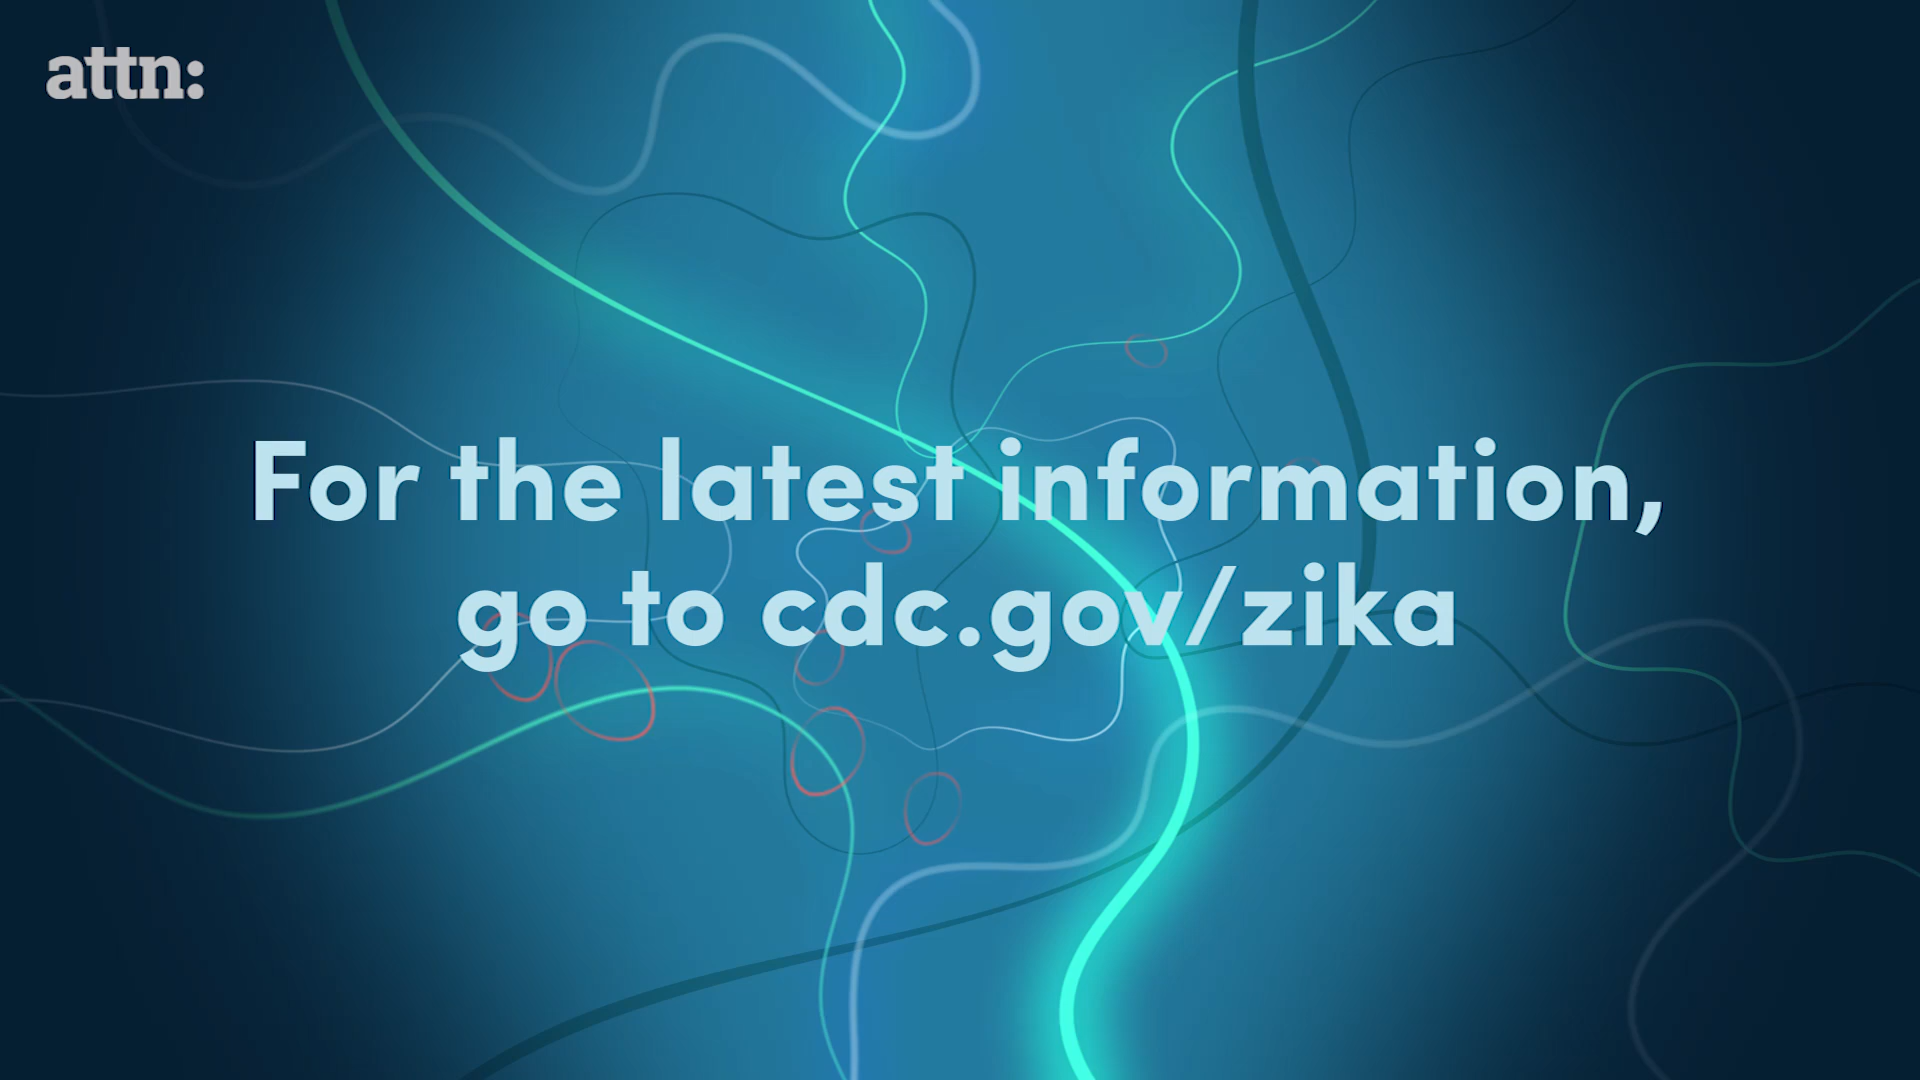 attn:
For the latest information,
go to cdc.gov/zika